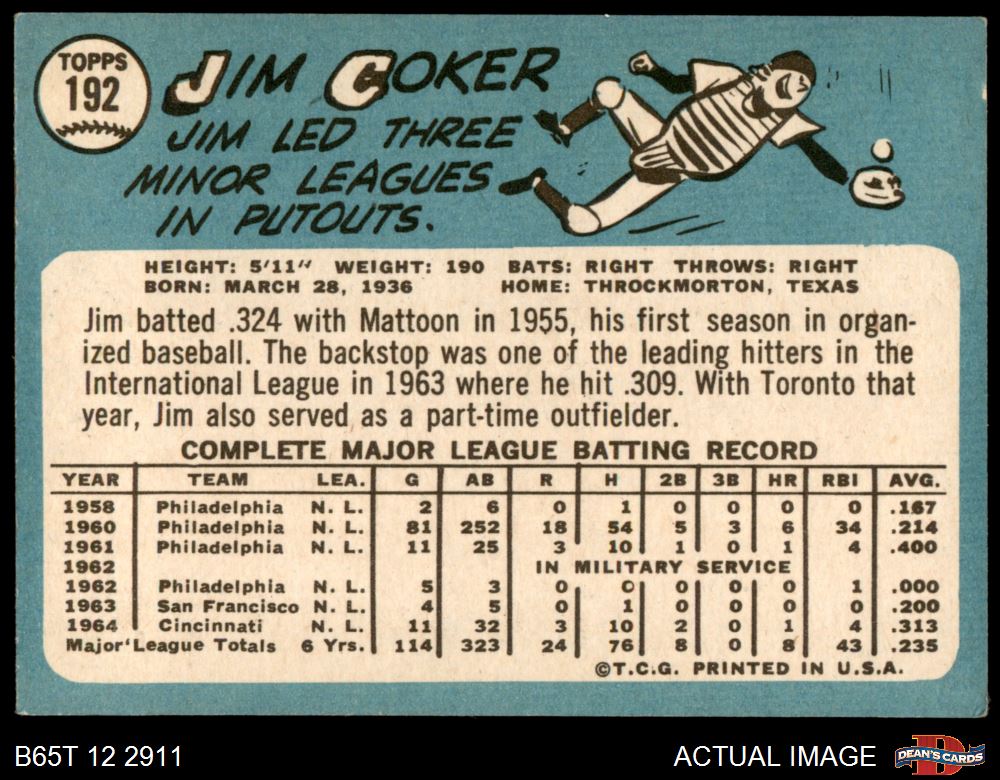 TOPPS
192
JIM COKER
JIM LED THREE
MINOR LEAGUES
IN PUTOUTS.
HEIGHT: 5'11" WEIGHT: 190 BATS: RIGHT THROWS: RIGHT
BORN: MARCH 28, 1936 HOME: THROCKMORTON, TEXAS
Jim batted .324 with Mattoon in 1955, his first season in organ-
ized baseball. The backstop was one of the leading hitters in the
International League in 1963 where he hit .309. With Toronto that
year, Jim also served as a part-time outfielder.
COMPLETE MAJOR LEAGUE BATTING RECORD
YEAR TEAM LEA. G AB R H 2B 3B HR RBI AVG.
1958 Philadelphia N. L. 2 6 0 1 0 0 0 0 .167
1960 Philadelphia N. L. 81 252 18 54 5 3 6 34 .214
1961 Philadelphia N. L. 11 25 3 10 1 0 1 4 .400
1962 IN MILITARY SERVICE
1962 Philadelphia N. L. 5 3 0 0 0 0 0 1 .000
1963 San Francisco N. L. 4 5 0 1 0 0 0 0 .200
1964 Cincinnati N. L. 11 32 3 10 2 0 1 4 .313
Major League Totals 6 Yrs. 114 323 24 76 8 0 8 43 .235
©T.C.G. PRINTED IN U.S.A.
B65T 12 2911 ACTUAL IMAGE
D
DEAN'S CARDS